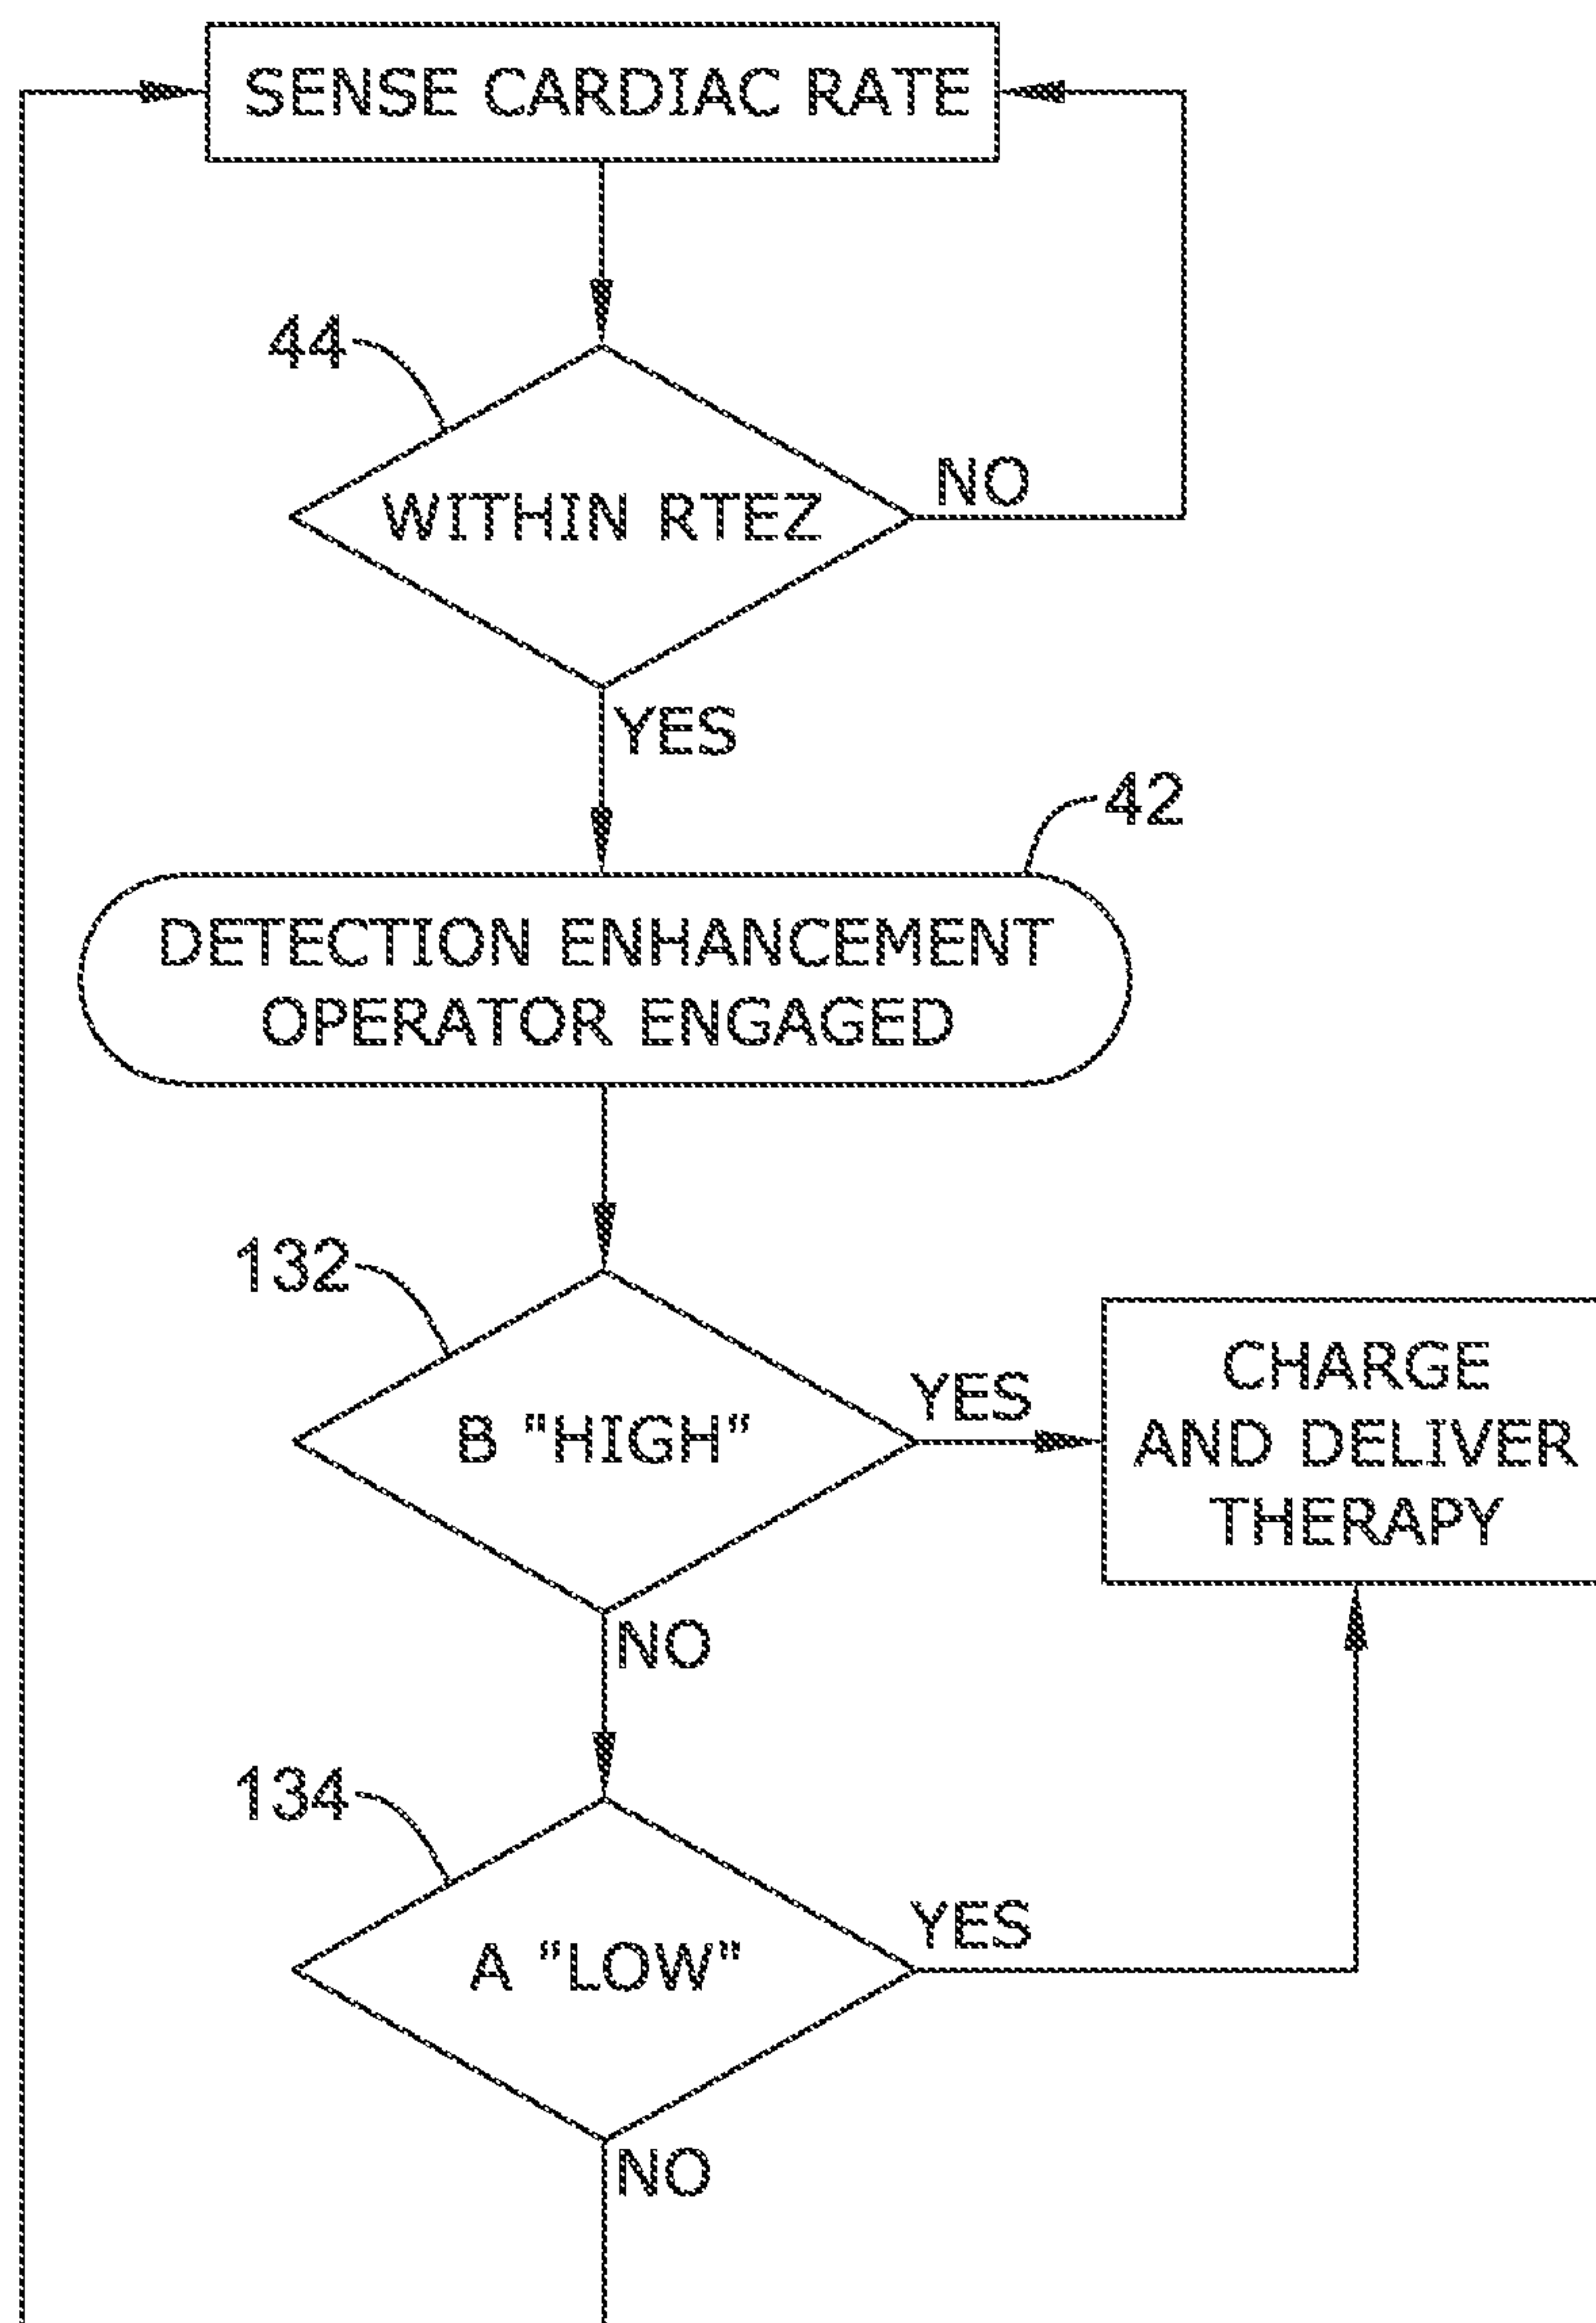 SENSE CARDIAC RATE
44
WITHIN RTEZ
NO
YES
42
DETECTION ENHANCEMENT
OPERATOR ENGAGED
132
B "HIGH"
YES
CHARGE
AND DELIVER
THERAPY
NO
134
A "LOW"
YES
NO